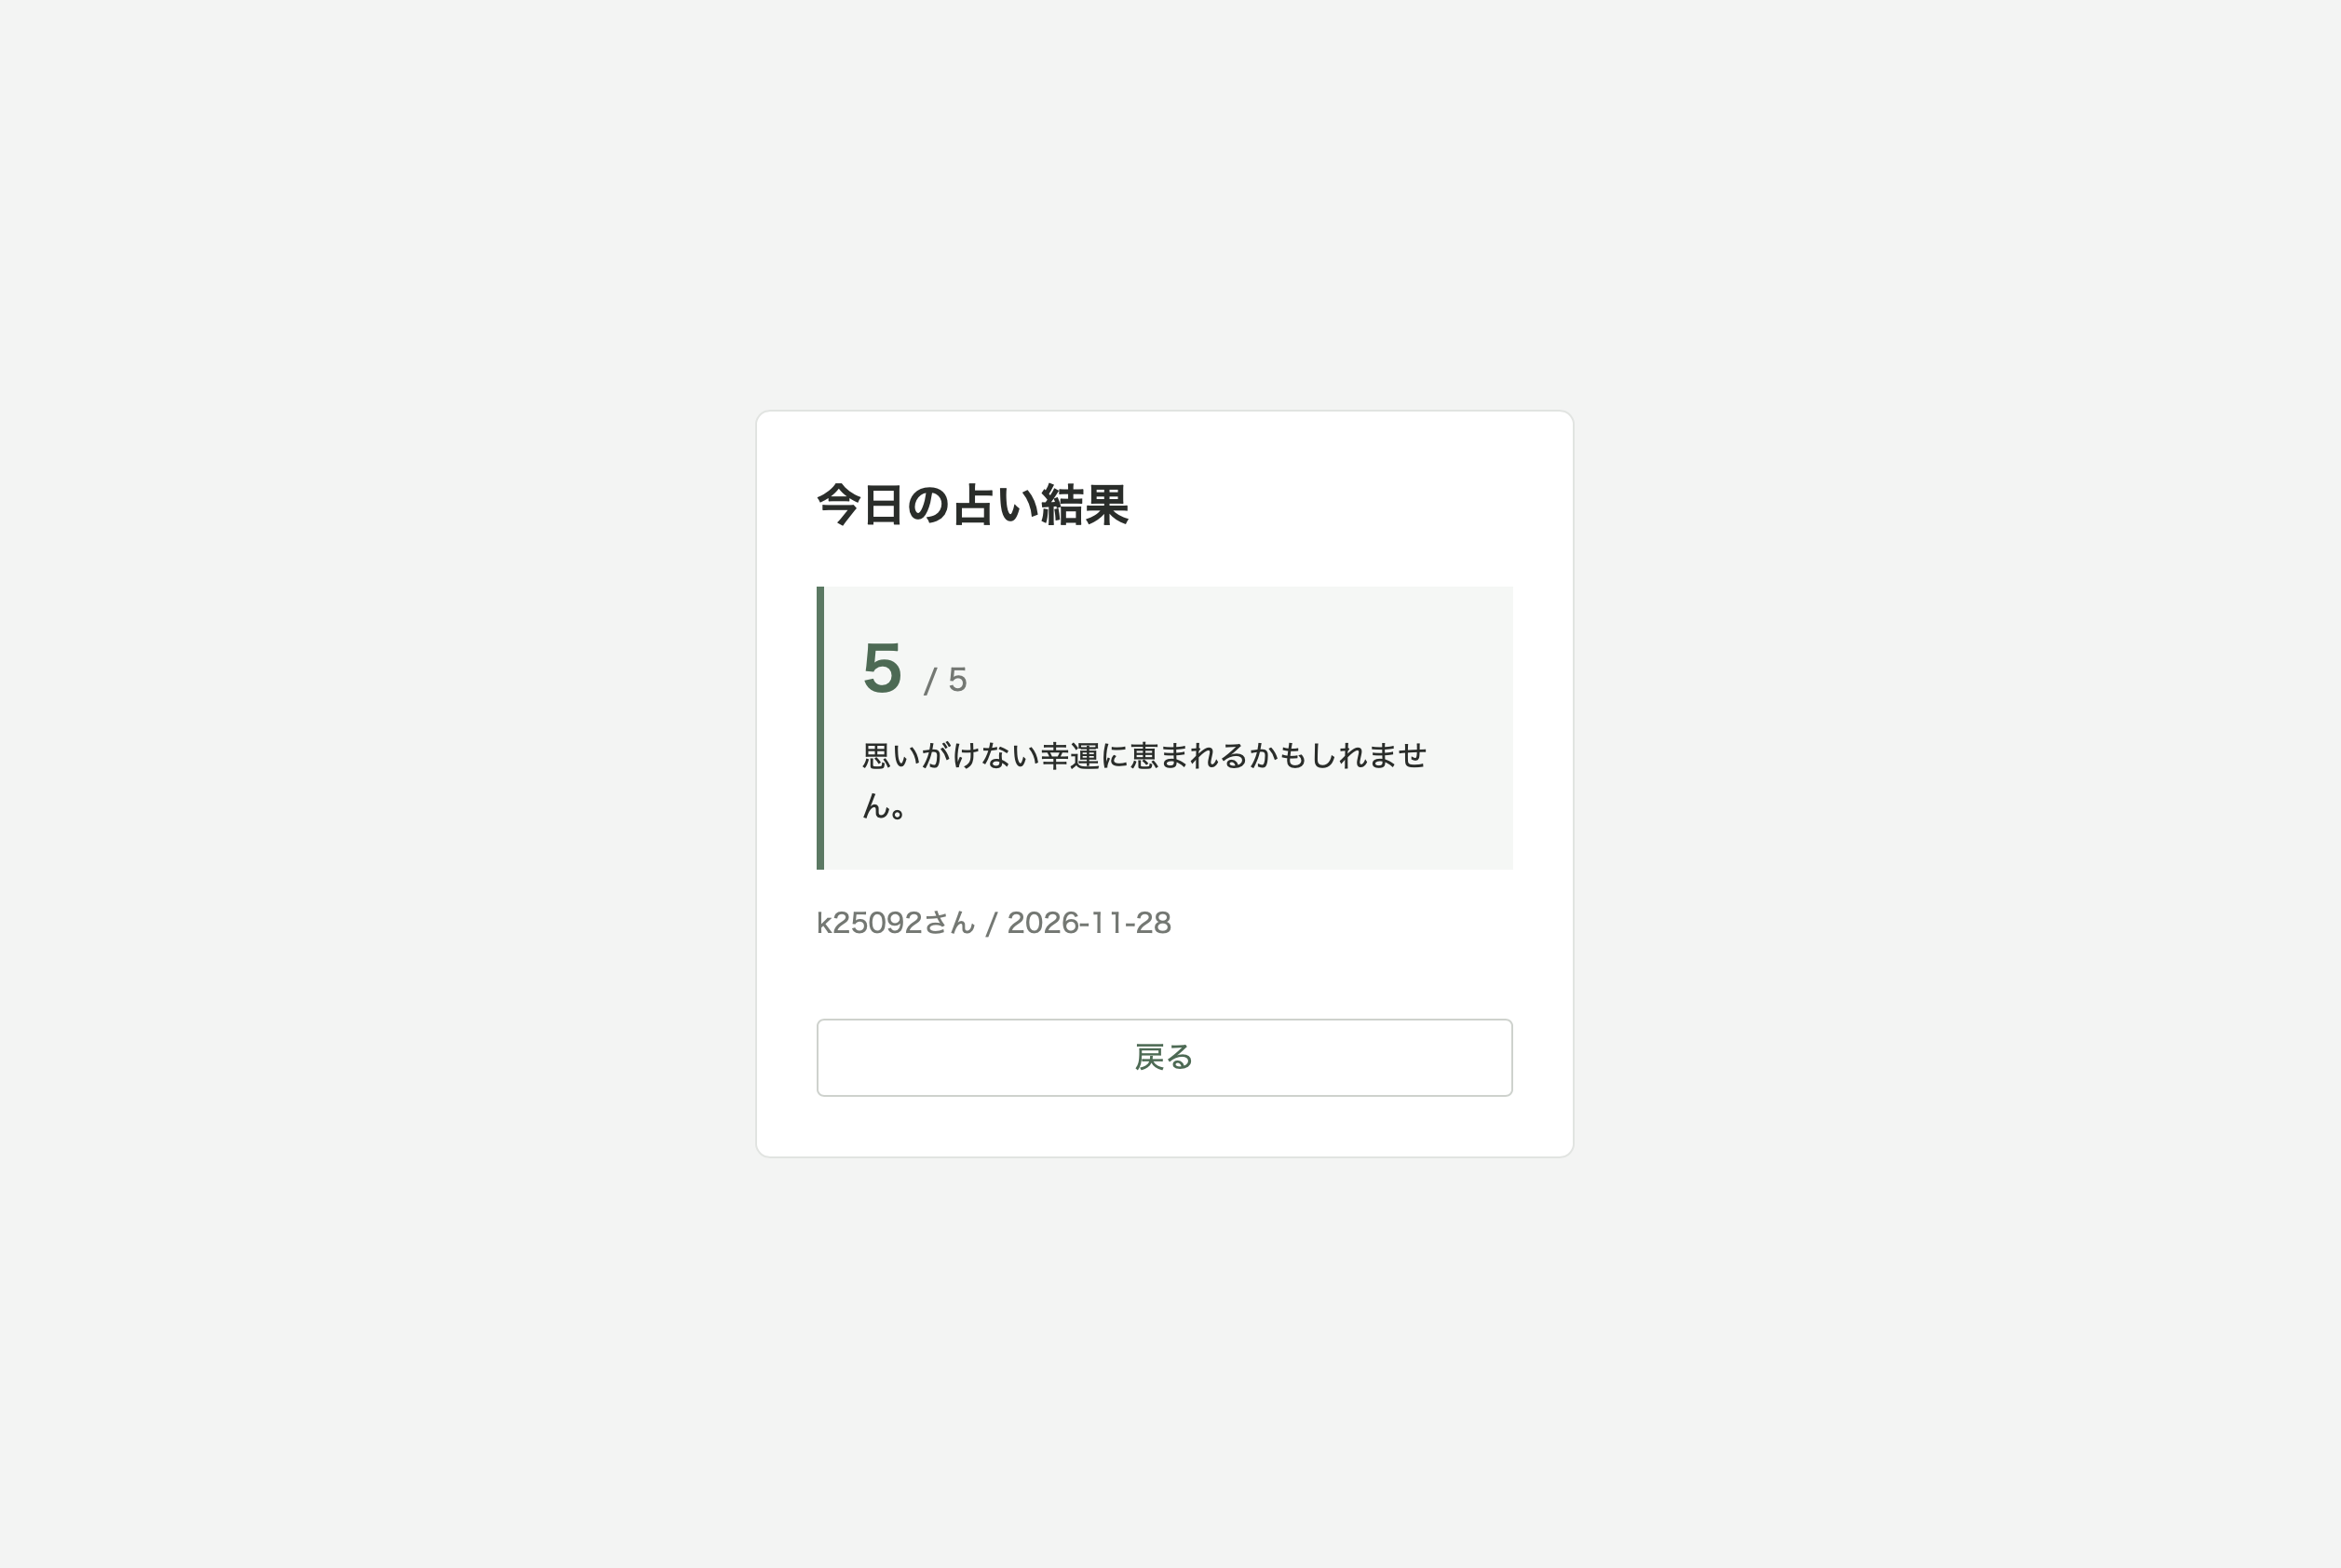 今日の占い結果
5 / 5
思いがけない幸運に恵まれるかもしれませ
ん。
k25092さん / 2026-11-28
戻る